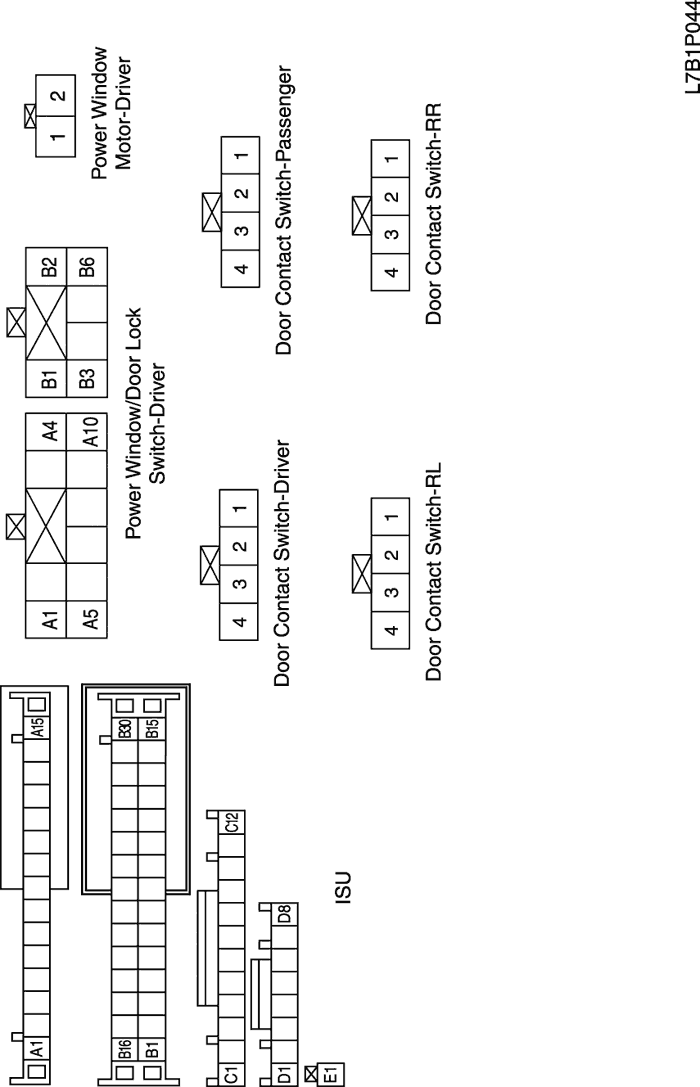 A1 A15
B16 B30
B1 B15
C1 C12
D1 D8
E1
ISU
A1 A4
A5 A10
B1 B2
B3 B6
Power Window/Door Lock
Switch-Driver
1 2
Power Window
Motor-Driver
4 3 2 1
Door Contact Switch-Driver
4 3 2 1
Door Contact Switch-Passenger
4 3 2 1
Door Contact Switch-RL
4 3 2 1
Door Contact Switch-RR
L7B1P044